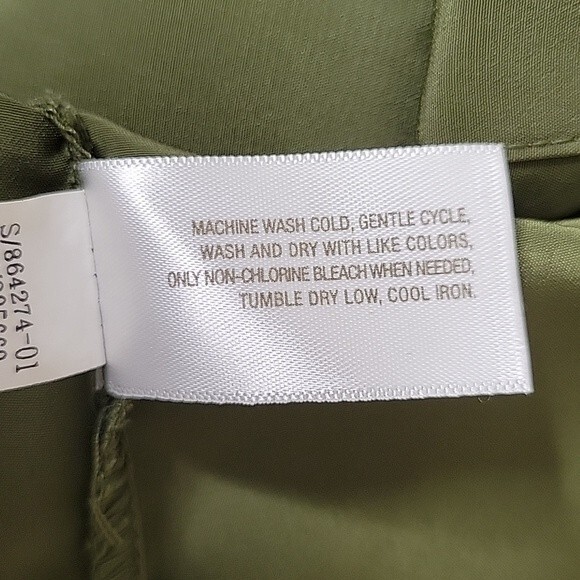 MACHINE WASH COLD, GENTLE CYCLE,
WASH AND DRY WITH LIKE COLORS,
ONLY NON-CHLORINE BLEACH WHEN NEEDED,
TUMBLE DRY LOW, COOL IRON.
S/864274-01